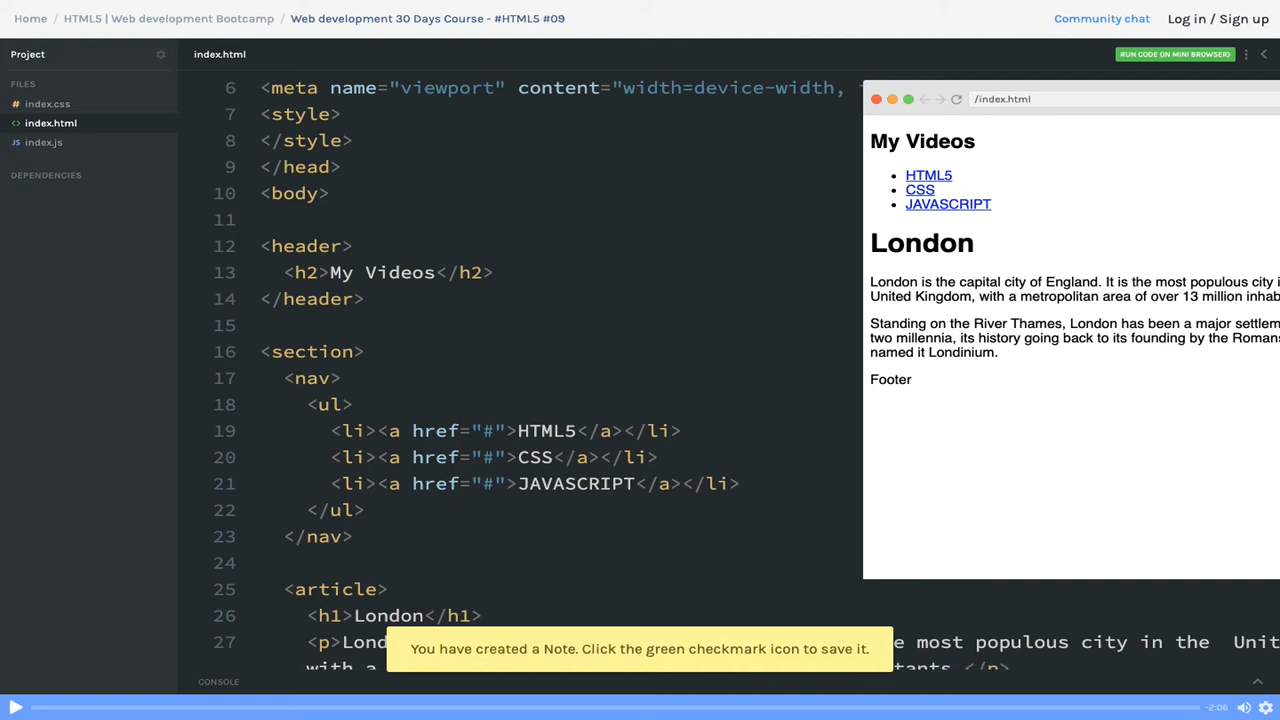 Home / HTML5 | Web development Bootcamp / Web development 30 Days Course - #HTML5 #09
Community chat
Log in / Sign up
Project
FILES
# index.css
<> index.html
JS index.js
DEPENDENCIES
index.html
RUN CODE (IN MINI BROWSER)
6 <meta name="viewport" content="width=device-width,
7 <style>
8 </style>
9 </head>
10 <body>
11
12 <header>
13 <h2>My Videos</h2>
14 </header>
15
16 <section>
17 <nav>
18 <ul>
19 <li><a href="#">HTML5</a></li>
20 <li><a href="#">CSS</a></li>
21 <li><a href="#">JAVASCRIPT</a></li>
22 </ul>
23 </nav>
24
25 <article>
26 <h1>London</h1>
27 <p>Lond e most populous city in the Unit
with a tants.</p>
/index.html
My Videos
• HTML5
• CSS
• JAVASCRIPT
London
London is the capital city of England. It is the most populous city i
United Kingdom, with a metropolitan area of over 13 million inhab
Standing on the River Thames, London has been a major settlem
two millennia, its history going back to its founding by the Romans
named it Londinium.
Footer
You have created a Note. Click the green checkmark icon to save it.
CONSOLE
-2:06